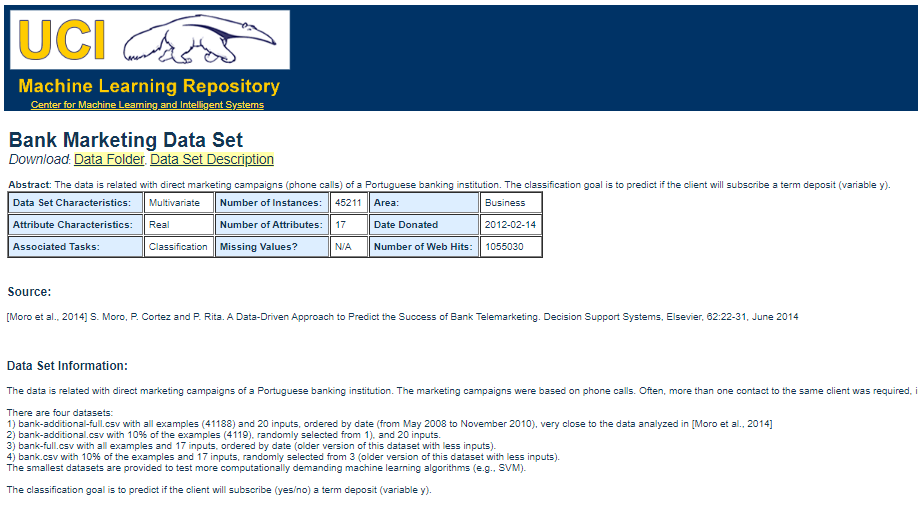 UCI
Machine Learning Repository
Center for Machine Learning and Intelligent Systems
Bank Marketing Data Set
Download: Data Folder, Data Set Description
Abstract: The data is related with direct marketing campaigns (phone calls) of a Portuguese banking institution. The classification goal is to predict if the client will subscribe a term deposit (variable y).
Data Set Characteristics: Multivariate Number of Instances: 45211 Area: Business
Attribute Characteristics: Real Number of Attributes: 17 Date Donated 2012-02-14
Associated Tasks: Classification Missing Values? N/A Number of Web Hits: 1055030
Source:
[Moro et al., 2014] S. Moro, P. Cortez and P. Rita. A Data-Driven Approach to Predict the Success of Bank Telemarketing. Decision Support Systems, Elsevier, 62:22-31, June 2014
Data Set Information:
The data is related with direct marketing campaigns of a Portuguese banking institution. The marketing campaigns were based on phone calls. Often, more than one contact to the same client was required,
There are four datasets:
1) bank-additional-full.csv with all examples (41188) and 20 inputs, ordered by date (from May 2008 to November 2010), very close to the data analyzed in [Moro et al., 2014]
2) bank-additional.csv with 10% of the examples (4119), randomly selected from 1), and 20 inputs.
3) bank-full.csv with all examples and 17 inputs, ordered by date (older version of this dataset with less inputs).
4) bank.csv with 10% of the examples and 17 inputs, randomly selected from 3 (older version of this dataset with less inputs).
The smallest datasets are provided to test more computationally demanding machine learning algorithms (e.g., SVM).
The classification goal is to predict if the client will subscribe (yes/no) a term deposit (variable y).